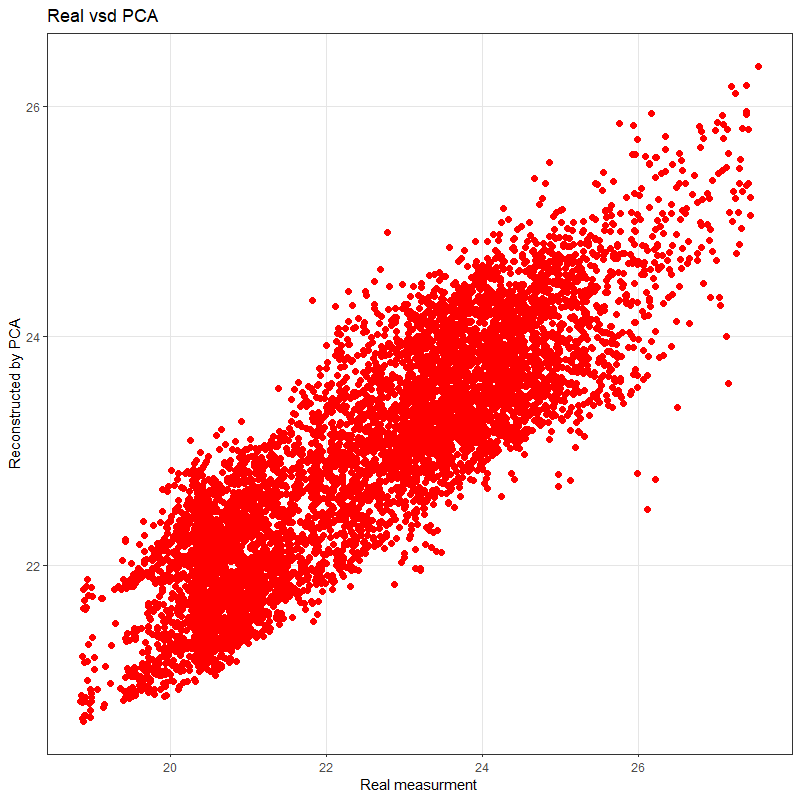 Real vsd PCA
26
24
22
Reconstructed by PCA
20 22 24 26
Real measurment